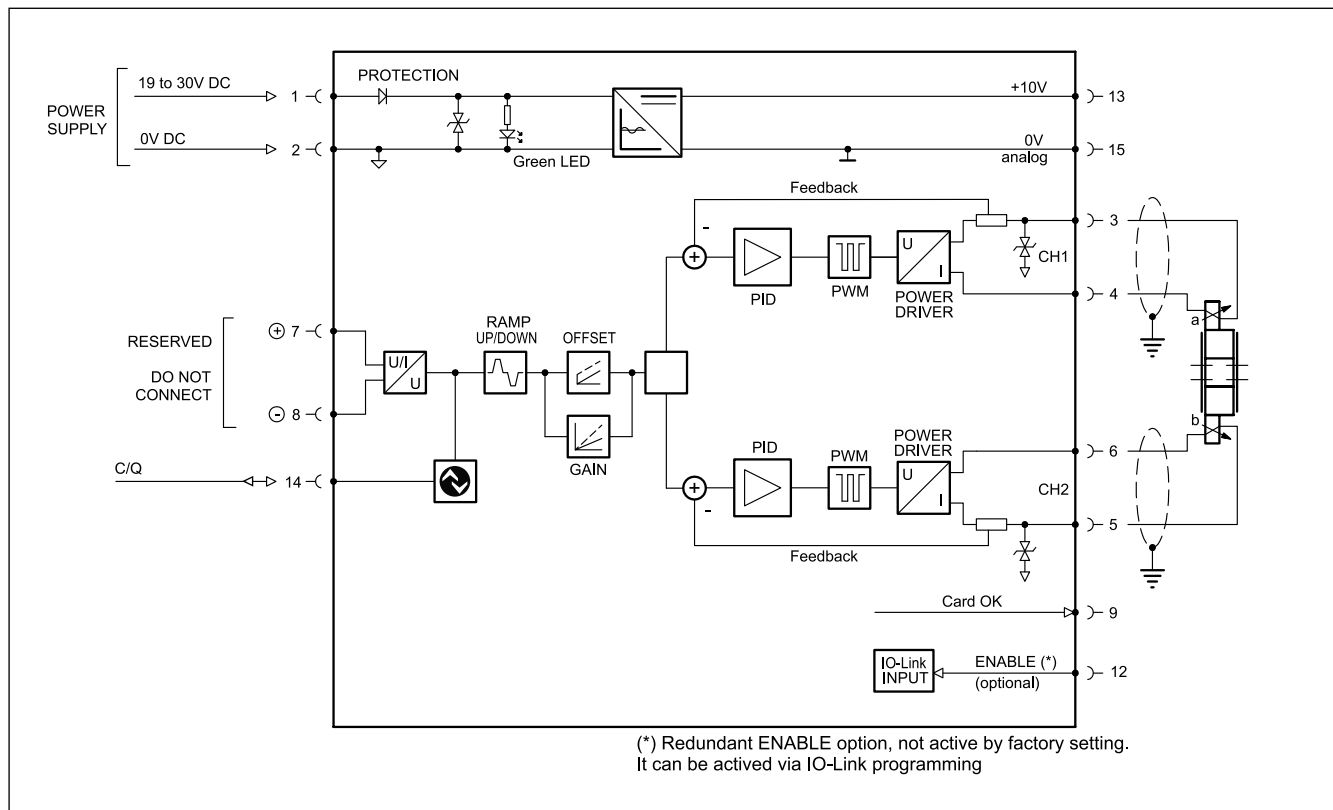 POWER
SUPPLY
19 to 30V DC
1
0V DC
2
PROTECTION
Green LED
+10V
13
0V
analog
15
Feedback
-
+
PID
PWM
U
I
POWER
DRIVER
CH1
3
4
RESERVED
DO NOT
CONNECT
+ 7
- 8
U/I
U
RAMP
UP/DOWN
OFFSET
GAIN
C/Q
14
a
b
+
-
PID
PWM
POWER
DRIVER
U
I
CH2
6
5
Feedback
Card OK
9
IO-Link
INPUT
ENABLE (*)
(optional)
12
(*) Redundant ENABLE option, not active by factory setting.
It can be actived via IO-Link programming